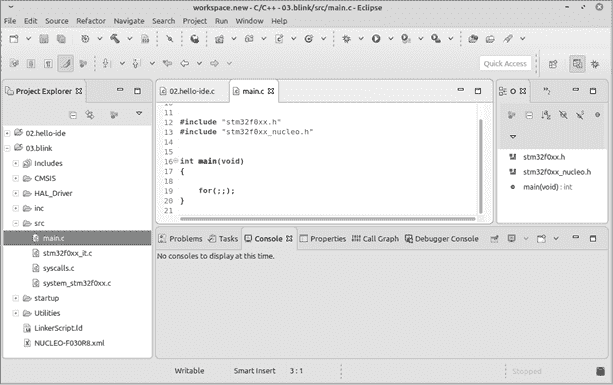 workspace.new - C/C++ - 03.blink/src/main.c - Eclipse
File Edit Source Refactor Navigate Search Project Run Window Help
Quick Access
Project Explorer
02.hello-ide
03.blink
Includes
CMSIS
HAL_Driver
inc
src
main.c
stm32f0xx_it.c
syscalls.c
system_stm32f0xx.c
startup
Utilities
LinkerScript.ld
NUCLEO-F030R8.xml
02.hello-ide.c main.c
11
12 #include "stm32f0xx.h"
13 #include "stm32f0xx_nucleo.h"
14
15
16 int main(void)
17 {
18
19 for(;;);
20 }
21
O
stm32f0xx.h
stm32f0xx_nucleo.h
main(void) : int
Problems Tasks Console Properties Call Graph Debugger Console
No consoles to display at this time.
Writable Smart Insert 3 : 1 Stopped